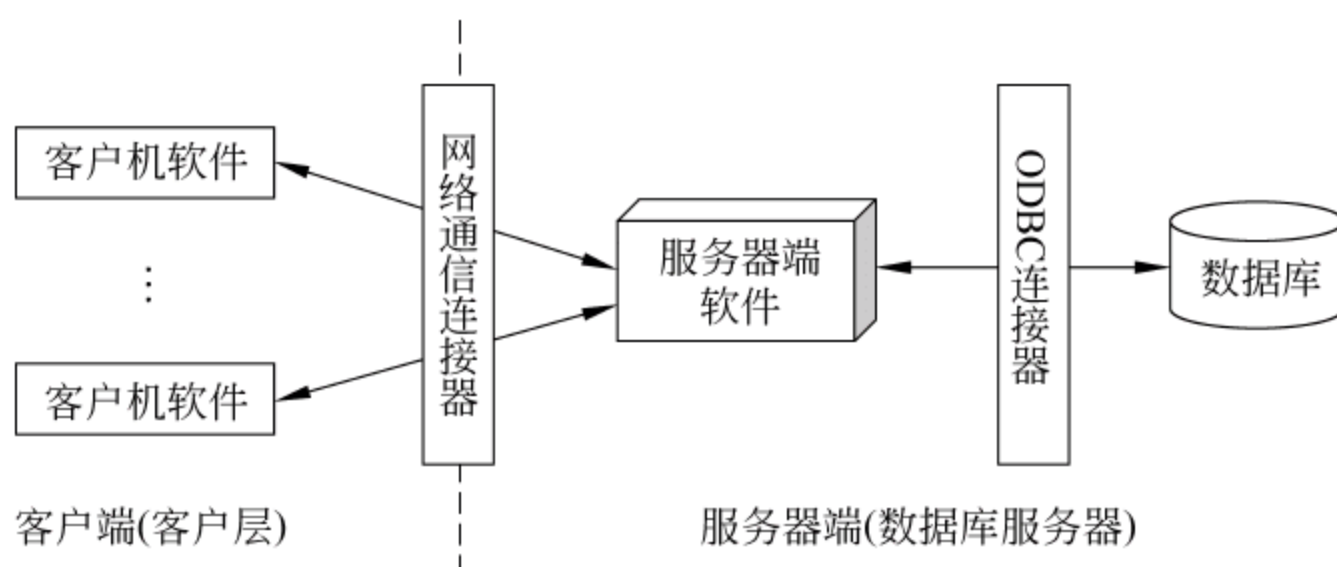 客户机软件
⋮
客户机软件
网络通信连接器
服务器端
软件
ODBC连接器
数据库
客户端(客户层)
服务器端(数据库服务器)